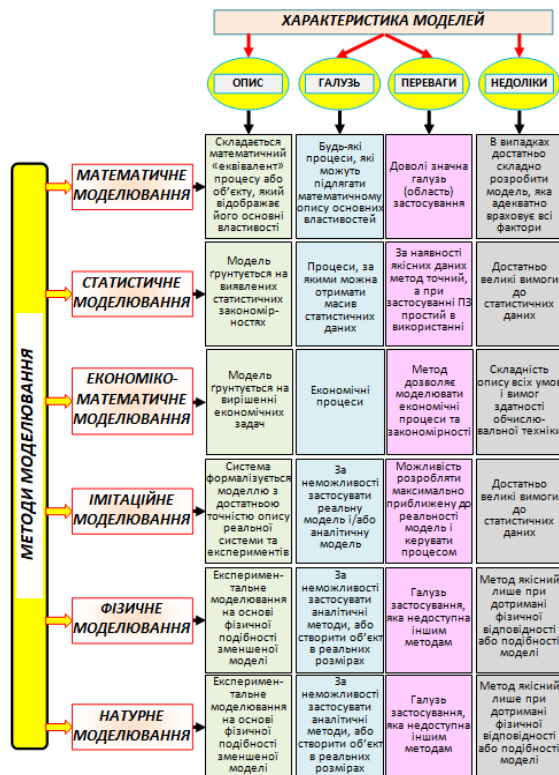 ХАРАКТЕРИСТИКА МОДЕЛЕЙ
ОПИС
ГАЛУЗЬ
ПЕРЕВАГИ
НЕДОЛІКИ
МЕТОДИ МОДЕЛЮВАННЯ
МАТЕМАТИЧНЕ
МОДЕЛЮВАННЯ
Складається
математичний
«еквівалент»
процесу або
об’єкту, який
відображає
його основні
властивості
Будь-які
процеси, які
можуть
підлягати
математичному
опису основних
властивостей
Доволі значна
галузь
(область)
застосування
В випадках
достатньо
складно
розробити
модель, яка
адекватно
враховує всі
фактори
СТАТИСТИЧНЕ
МОДЕЛЮВАННЯ
Модель
ґрунтується на
виявлених
статистичних
закономір-
ностях
Процеси, за
якими можна
отримати
масив
статистичних
даних
За наявності
якісних даних
метод точний,
а при
застосуванні ПЗ
простий в
використанні
Достатньо
великі вимоги
до
статистичних
даних
ЕКОНОМІКО-
МАТЕМАТИЧНЕ
МОДЕЛЮВАННЯ
Модель
ґрунтується на
вирішенні
економічних
задач
Економічні
процеси
Метод
дозволяє
моделювати
економічні
процеси та
закономірності
Складність
опису всіх умов
і вимог
здатності
обчислю-
вальної техніки
ІМІТАЦІЙНЕ
МОДЕЛЮВАННЯ
Система
формалізується
моделлю з
достатньою
точністю опису
реальної
системи та
експериментів
За
неможливості
застосувати
реальну
модель і/або
аналітичну
модель
Можливість
розробляти
максимально
приближену до
реальності
модель і
керувати
процесом
Достатньо
великі вимоги
до
статистичних
даних
ФІЗИЧНЕ
МОДЕЛЮВАННЯ
Експеримен-
тальне
моделювання
на основі
фізичної
подібності
зменшеної
моделі
За
неможливості
застосувати
аналітичні
методи, або
створити об’єкт
в реальних
розмірах
Галузь
застосування,
яка недоступна
іншим
методам
Метод якісний
лише при
дотримані
фізичної
відповідності
або подібності
моделі
НАТУРНЕ
МОДЕЛЮВАННЯ
Експеримен-
тальне
моделювання
на основі
фізичної
подібності
зменшеної
моделі
За
неможливості
застосувати
аналітичні
методи, або
створити об’єкт
в реальних
розмірах
Галузь
застосування,
яка недоступна
іншим
методам
Метод якісний
лише при
дотримані
фізичної
відповідності
або подібності
моделі